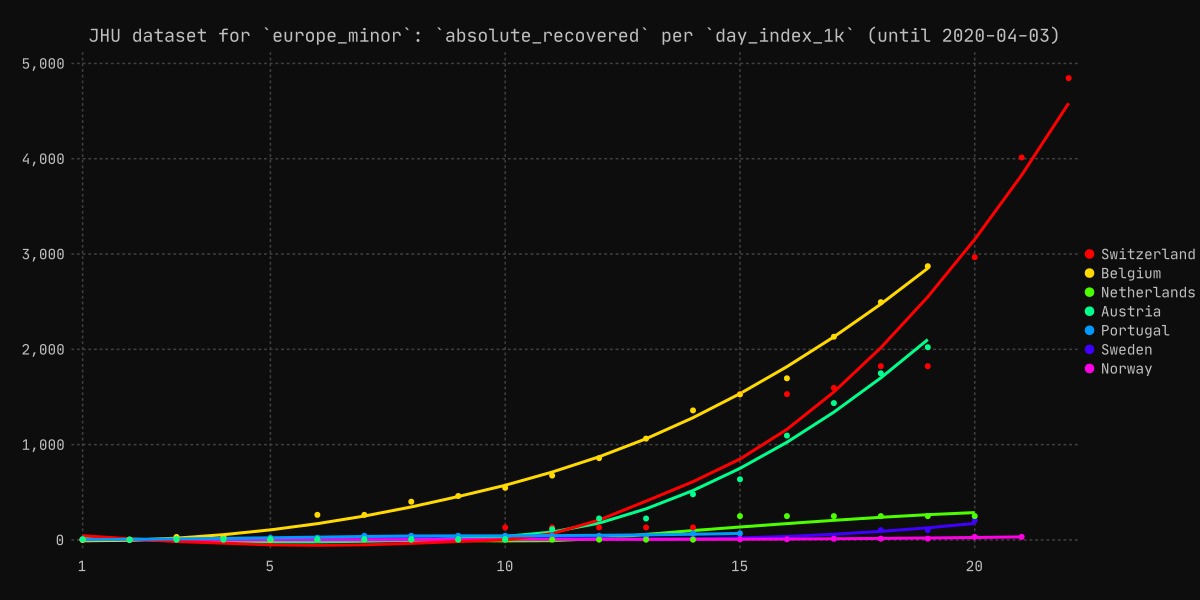 JHU dataset for `europe_minor`: `absolute_recovered` per `day_index_1k` (until 2020-04-03)
5,000
4,000
3,000
2,000
1,000
0
1
5
10
15
20
Switzerland
Belgium
Netherlands
Austria
Portugal
Sweden
Norway